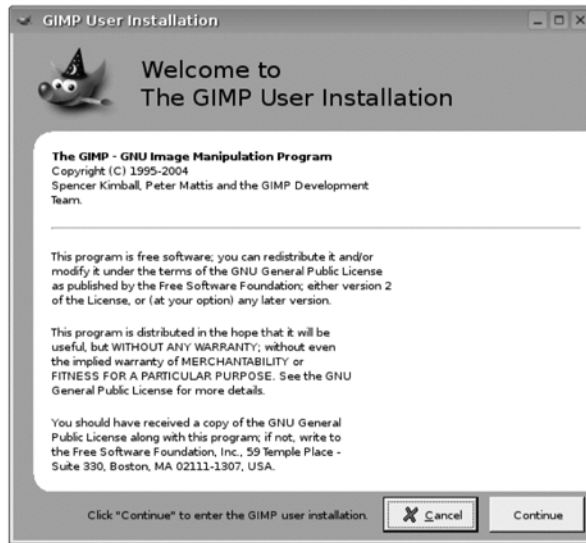 GIMP User Installation
Welcome to
The GIMP User Installation
The GIMP - GNU Image Manipulation Program
Copyright (C) 1995-2004
Spencer Kimball, Peter Mattis and the GIMP Development
Team.
This program is free software; you can redistribute it and/or
modify it under the terms of the GNU General Public License
as published by the Free Software Foundation; either version 2
of the License, or (at your option) any later version.
This program is distributed in the hope that it will be
useful, but WITHOUT ANY WARRANTY; without even
the implied warranty of MERCHANTABILITY or
FITNESS FOR A PARTICULAR PURPOSE. See the GNU
General Public License for more details.
You should have received a copy of the GNU General
Public License along with this program; if not, write to
the Free Software Foundation, Inc., 59 Temple Place -
Suite 330, Boston, MA 02111-1307, USA.
Click "Continue" to enter the GIMP user installation.
Cancel
Continue